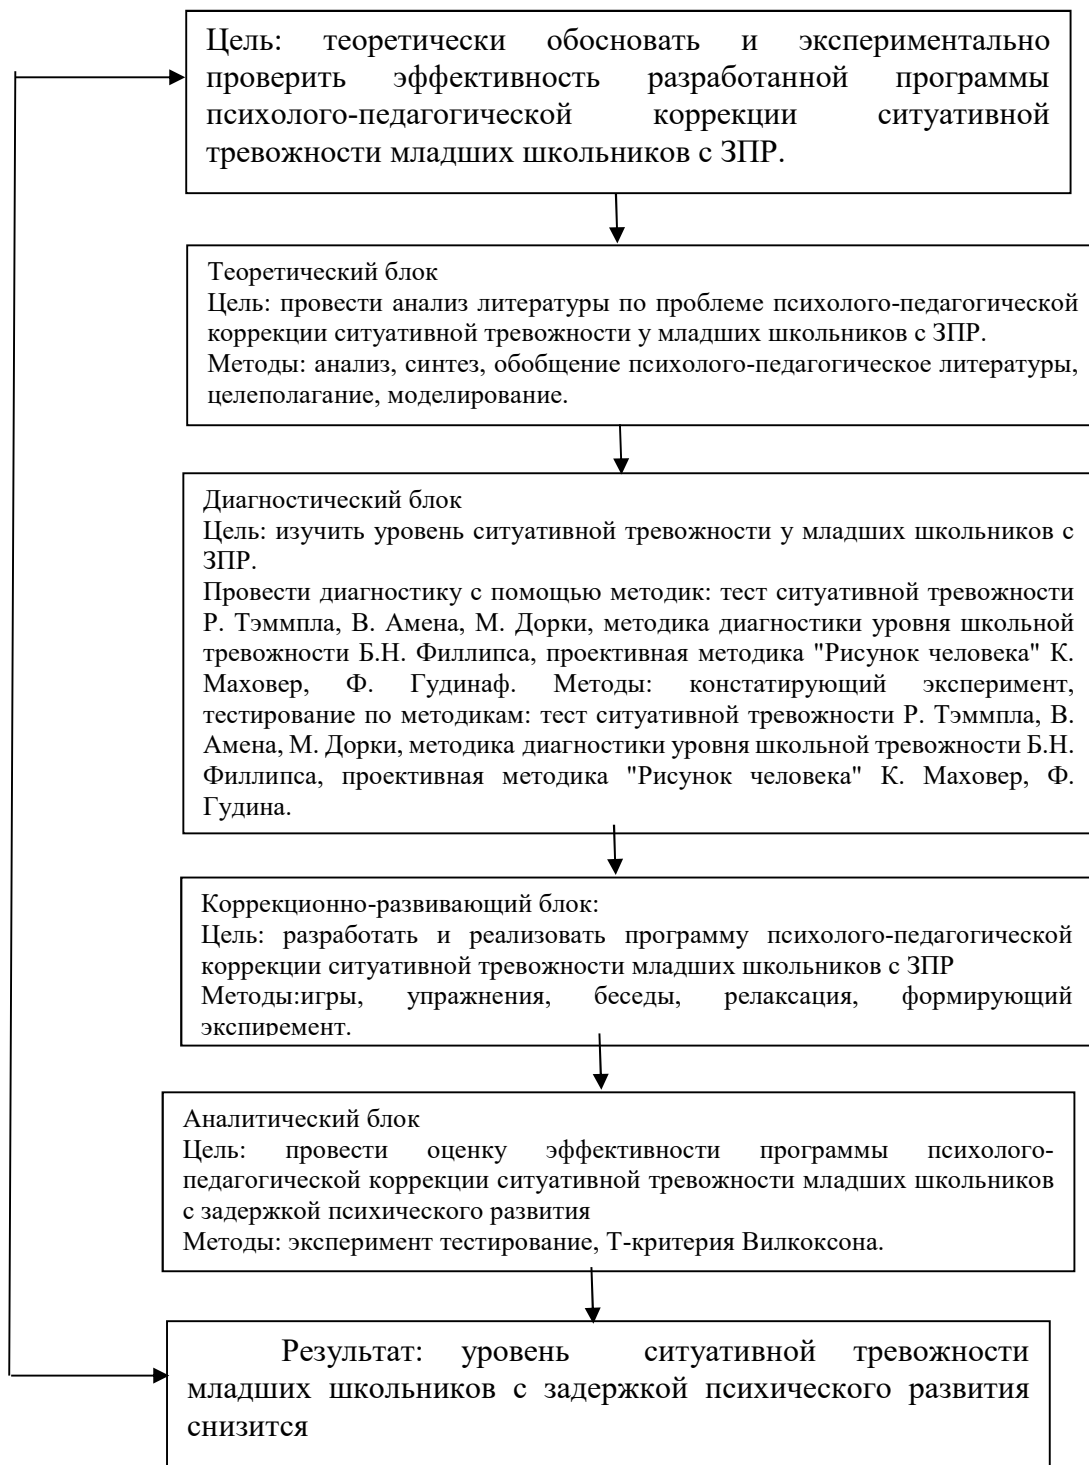 Цель: теоретически обосновать и экспериментально
проверить эффективность разработанной программы
психолого-педагогической коррекции ситуативной
тревожности младших школьников с ЗПР.
Теоретический блок
Цель: провести анализ литературы по проблеме психолого-педагогической
коррекции ситуативной тревожности у младших школьников с ЗПР.
Методы: анализ, синтез, обобщение психолого-педагогическое литературы,
целеполагание, моделирование.
Диагностический блок
Цель: изучить уровень ситуативной тревожности у младших школьников с
ЗПР.
Провести диагностику с помощью методик: тест ситуативной тревожности
Р. Тэммпла, В. Амена, М. Дорки, методика диагностики уровня школьной
тревожности Б.Н. Филлипса, проективная методика "Рисунок человека" К.
Маховер, Ф. Гудинаф. Методы: констатирующий эксперимент,
тестирование по методикам: тест ситуативной тревожности Р. Тэммпла, В.
Амена, М. Дорки, методика диагностики уровня школьной тревожности Б.Н.
Филлипса, проективная методика "Рисунок человека" К. Маховер, Ф.
Гудина.
Коррекционно-развивающий блок:
Цель: разработать и реализовать программу психолого-педагогической
коррекции ситуативной тревожности младших школьников с ЗПР
Методы:игры, упражнения, беседы, релаксация, формирующий
экспиремент.
Аналитический блок
Цель: провести оценку эффективности программы психолого-
педагогической коррекции ситуативной тревожности младших школьников
с задержкой психического развития
Методы: эксперимент тестирование, Т-критерия Вилкоксона.
Результат: уровень ситуативной тревожности
младших школьников с задержкой психического развития
снизится